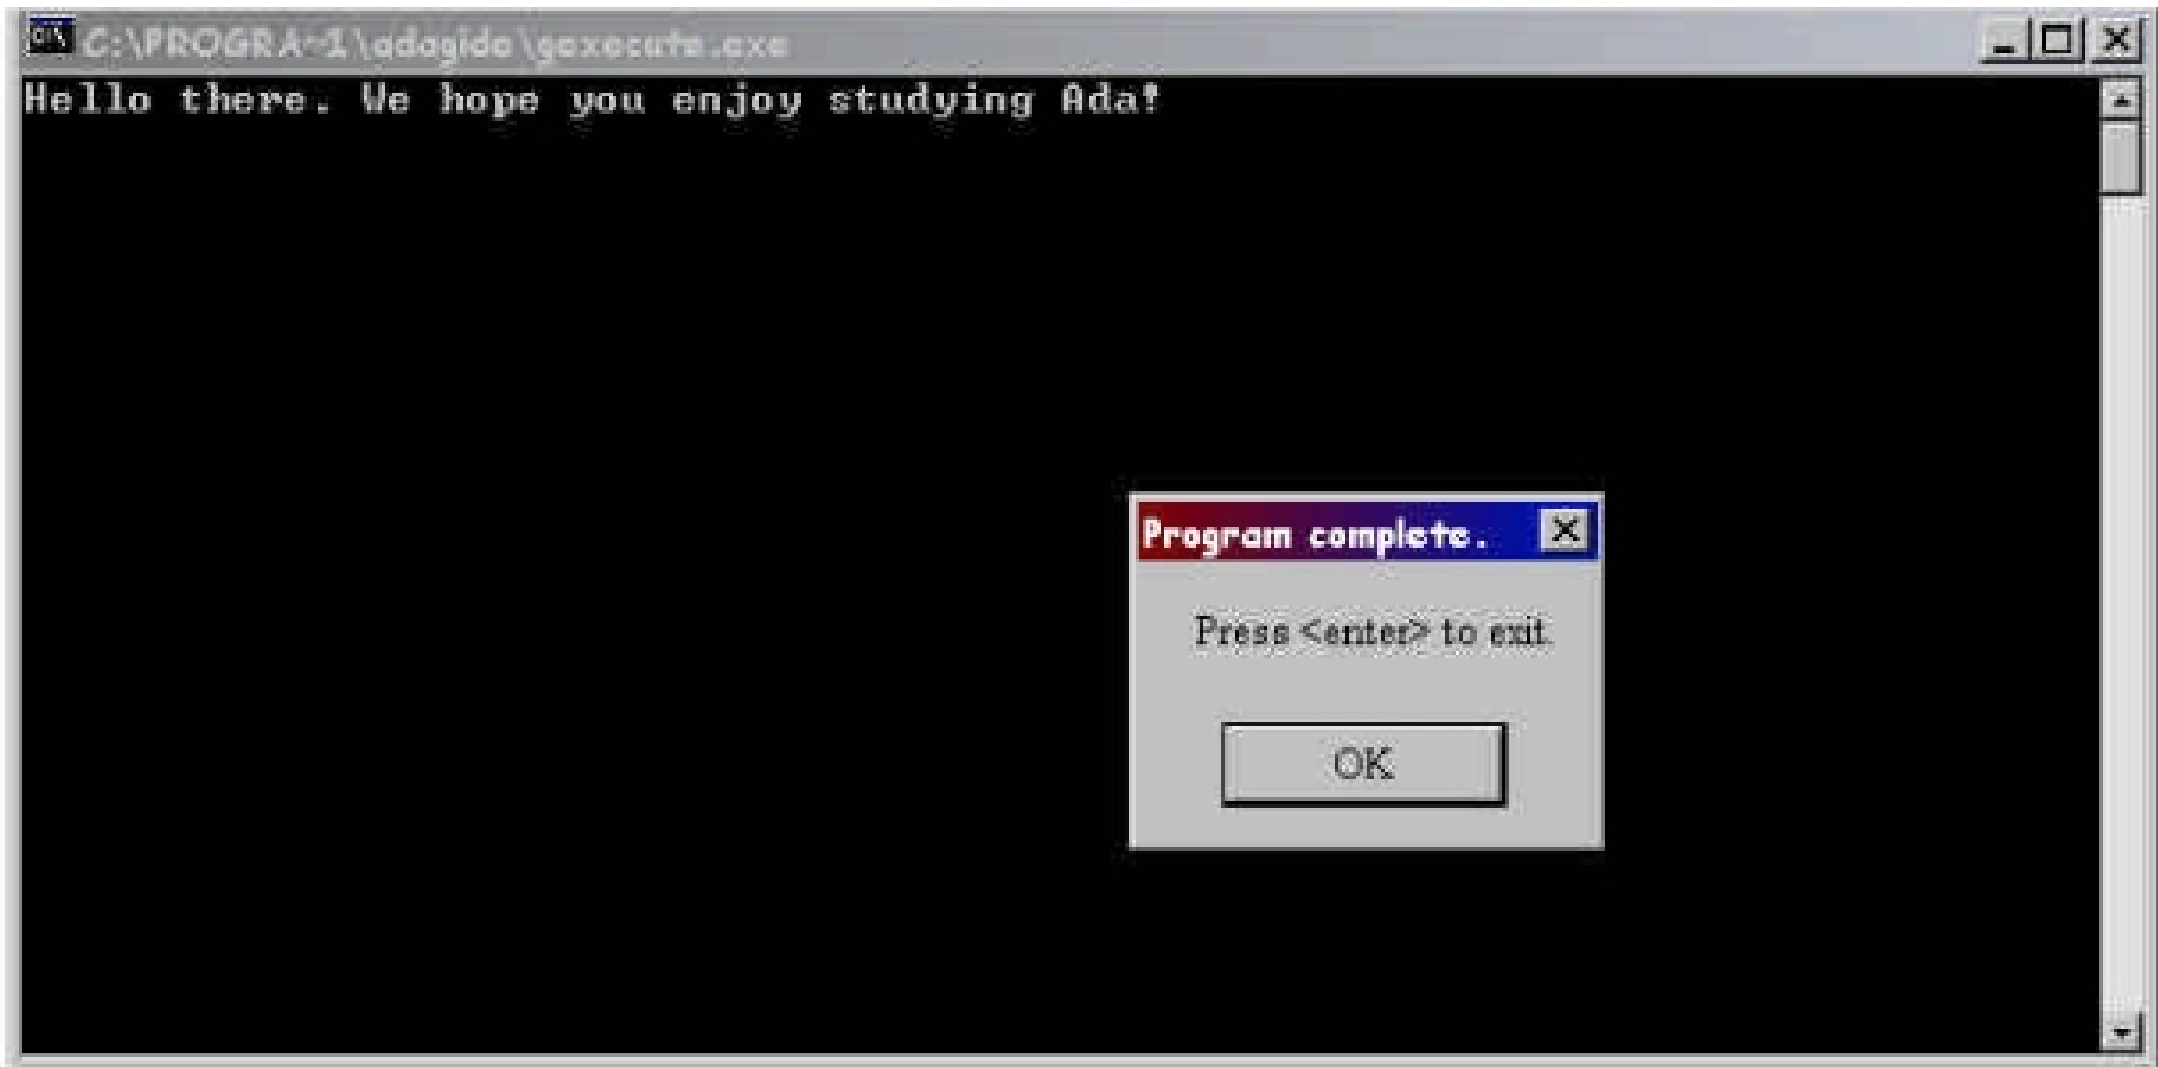 C:\PROGRA~1\adagide\gexecute.exe
Hello there. We hope you enjoy studying Ada!
Program complete.
Press <enter> to exit.
OK